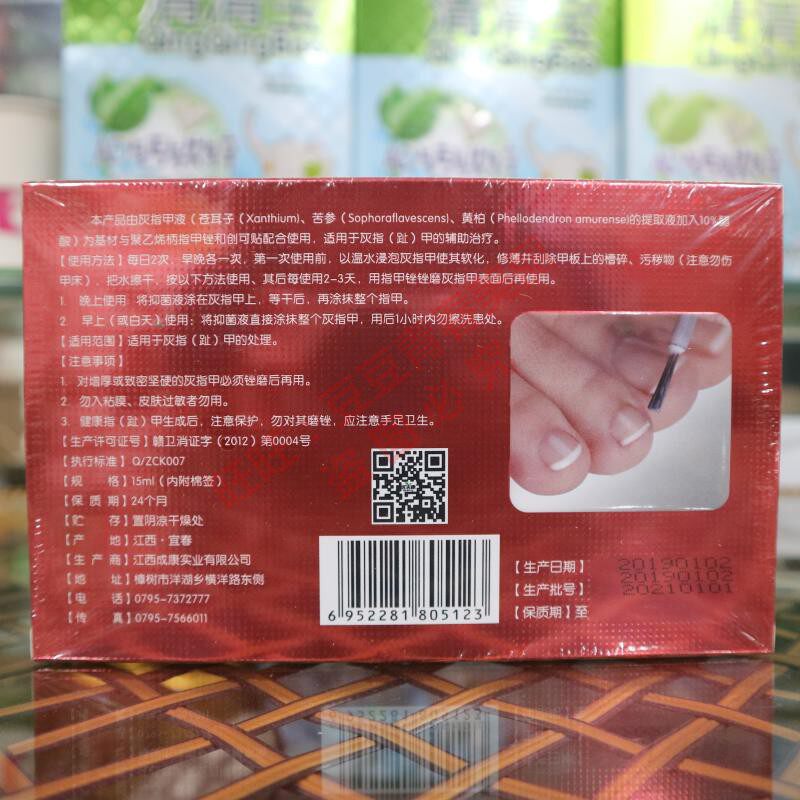 清清宝
本产品由灰指甲液（苍耳子（Xanthium)、苦参（Sophoraflavescens)、黄柏（Phellodendron amurense)的提取液加入10%醋
酸）为基材与聚乙烯柄指甲锉和创可贴配合使用，适用于灰指（趾）甲的辅助治疗。
【使用方法】每日2次，早晚各一次，第一次使用前，以温水浸泡灰指甲使其软化，修薄并刮除甲板上的糟碎、污秽物（注意勿伤
甲床），把水擦干，按以下方法使用、其后每使用2-3天，用指甲锉锉磨灰指甲表面后再使用。
1. 晚上使用 将抑菌液涂在灰指甲上，等干后，再涂抹整个指甲。
2. 早上（或白天）使用：将抑菌液直接涂抹整个灰指甲，用后1小时内勿擦洗患处。
【适用范围】适用于灰指（趾）甲的处理。
【注意事项】
1. 对增厚或致密坚硬的灰指甲必须锉磨后再用。
2. 勿入粘膜、皮肤过敏者勿用。
3. 健康指（趾）甲生成后，注意保护，勿对其磨锉，应注意手足卫生。
【生产许可证号】赣卫消证字（2012）第0004号
【执行标准】Q/ZCK007
【规 格】15ml（内附棉签）
【保 质 期】24个月
【贮 存】置阴凉干燥处
【产 地】江西·宜春
【生 产 商】江西成康实业有限公司
【地 址】樟树市洋湖乡横洋路东侧
【电 话】0795-7372777
【传 真】0795-7566011
6 952281 805123
【生产日期】 20190102
【生产批号】 20190102
【保质期】至 20210101